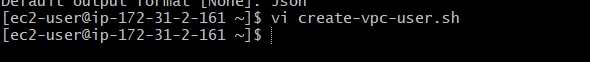 Default output format [None]: Json
[ec2-user@ip-172-31-2-161 ~]$ vi create-vpc-user.sh
[ec2-user@ip-172-31-2-161 ~]$